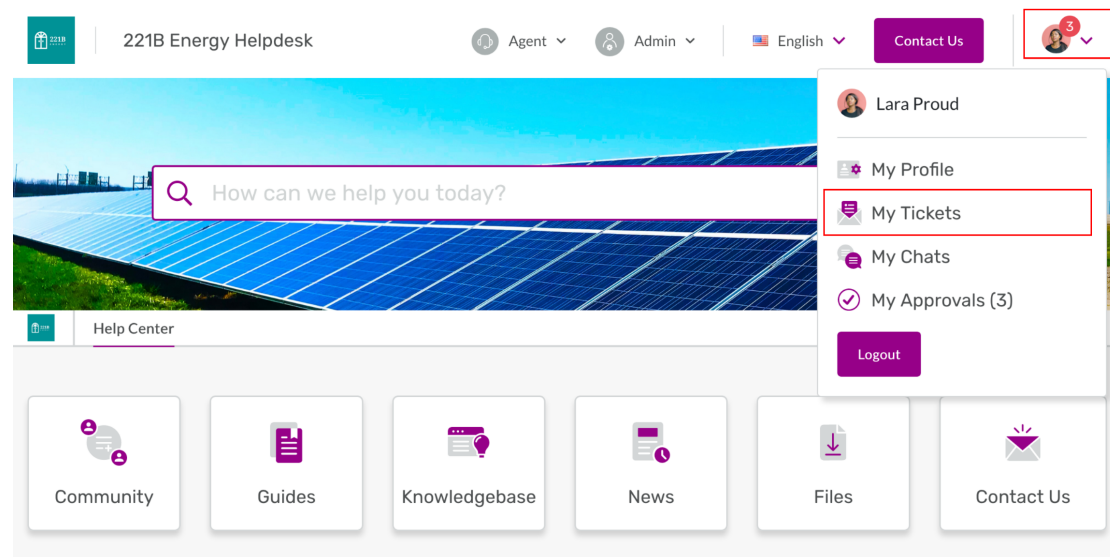 221B
221B Energy Helpdesk
Agent
Admin
English
Contact Us
3
Lara Proud
My Profile
How can we help you today?
My Tickets
My Chats
My Approvals (3)
Help Center
Logout
Community
Guides
Knowledgebase
News
Files
Contact Us